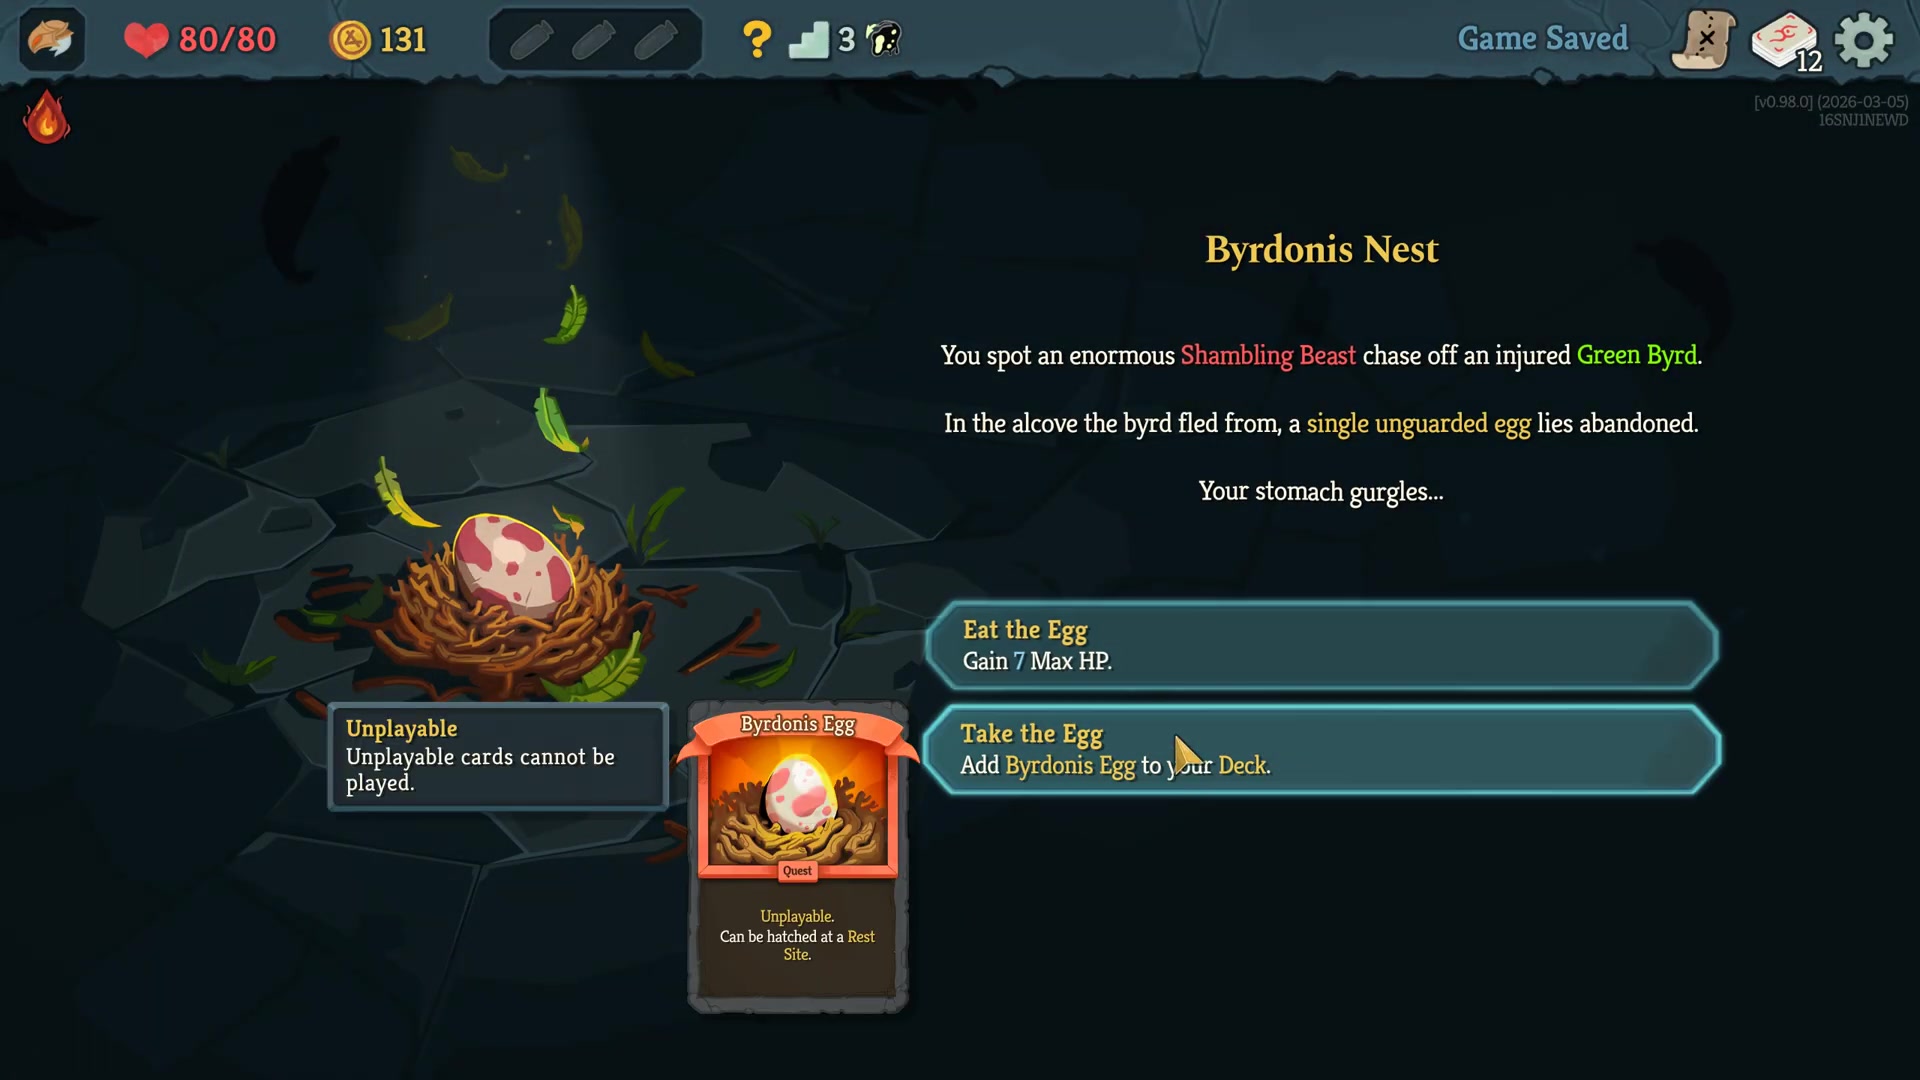 80/80
131
3
Game Saved
12
[v0.98.0] (2026-03-05)
16SNJ1NEWD
Byrdonis Nest
You spot an enormous Shambling Beast chase off an injured Green Byrd.
In the alcove the byrd fled from, a single unguarded egg lies abandoned.
Your stomach gurgles...
Eat the Egg
Gain 7 Max HP.
Take the Egg
Add Byrdonis Egg to your Deck.
Unplayable
Unplayable cards cannot be
played.
Byrdonis Egg
Quest
Unplayable.
Can be hatched at a Rest
Site.